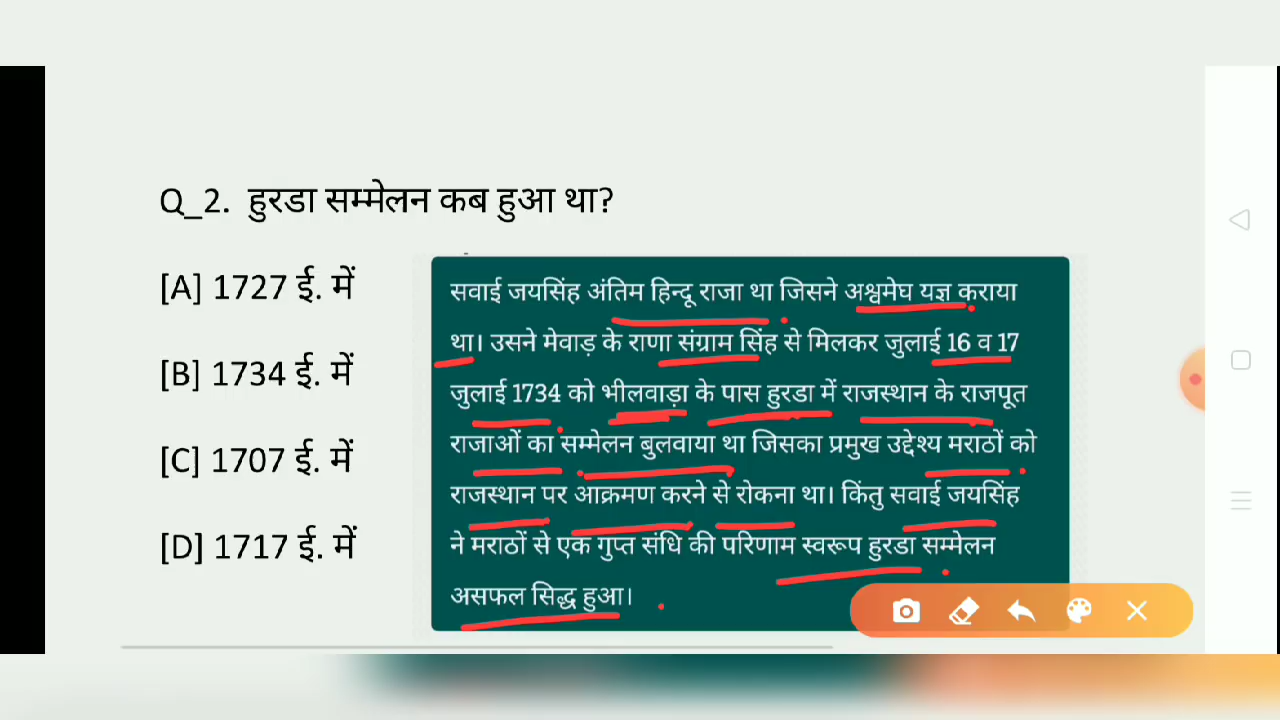 Q_2. हुरडा सम्मेलन कब हुआ था?
[A] 1727 ई. में
[B] 1734 ई. में
[C] 1707 ई. में
[D] 1717 ई. में
सवाई जयसिंह अंतिम हिन्दू राजा था जिसने अश्वमेघ यज्ञ कराया
था। उसने मेवाड़ के राणा संग्राम सिंह से मिलकर जुलाई 16 व 17
जुलाई 1734 को भीलवाड़ा के पास हुरडा में राजस्थान के राजपूत
राजाओं का सम्मेलन बुलवाया था जिसका प्रमुख उद्देश्य मराठों को
राजस्थान पर आक्रमण करने से रोकना था। किंतु सवाई जयसिंह
ने मराठों से एक गुप्त संधि की परिणाम स्वरूप हुरडा सम्मेलन
असफल सिद्ध हुआ।